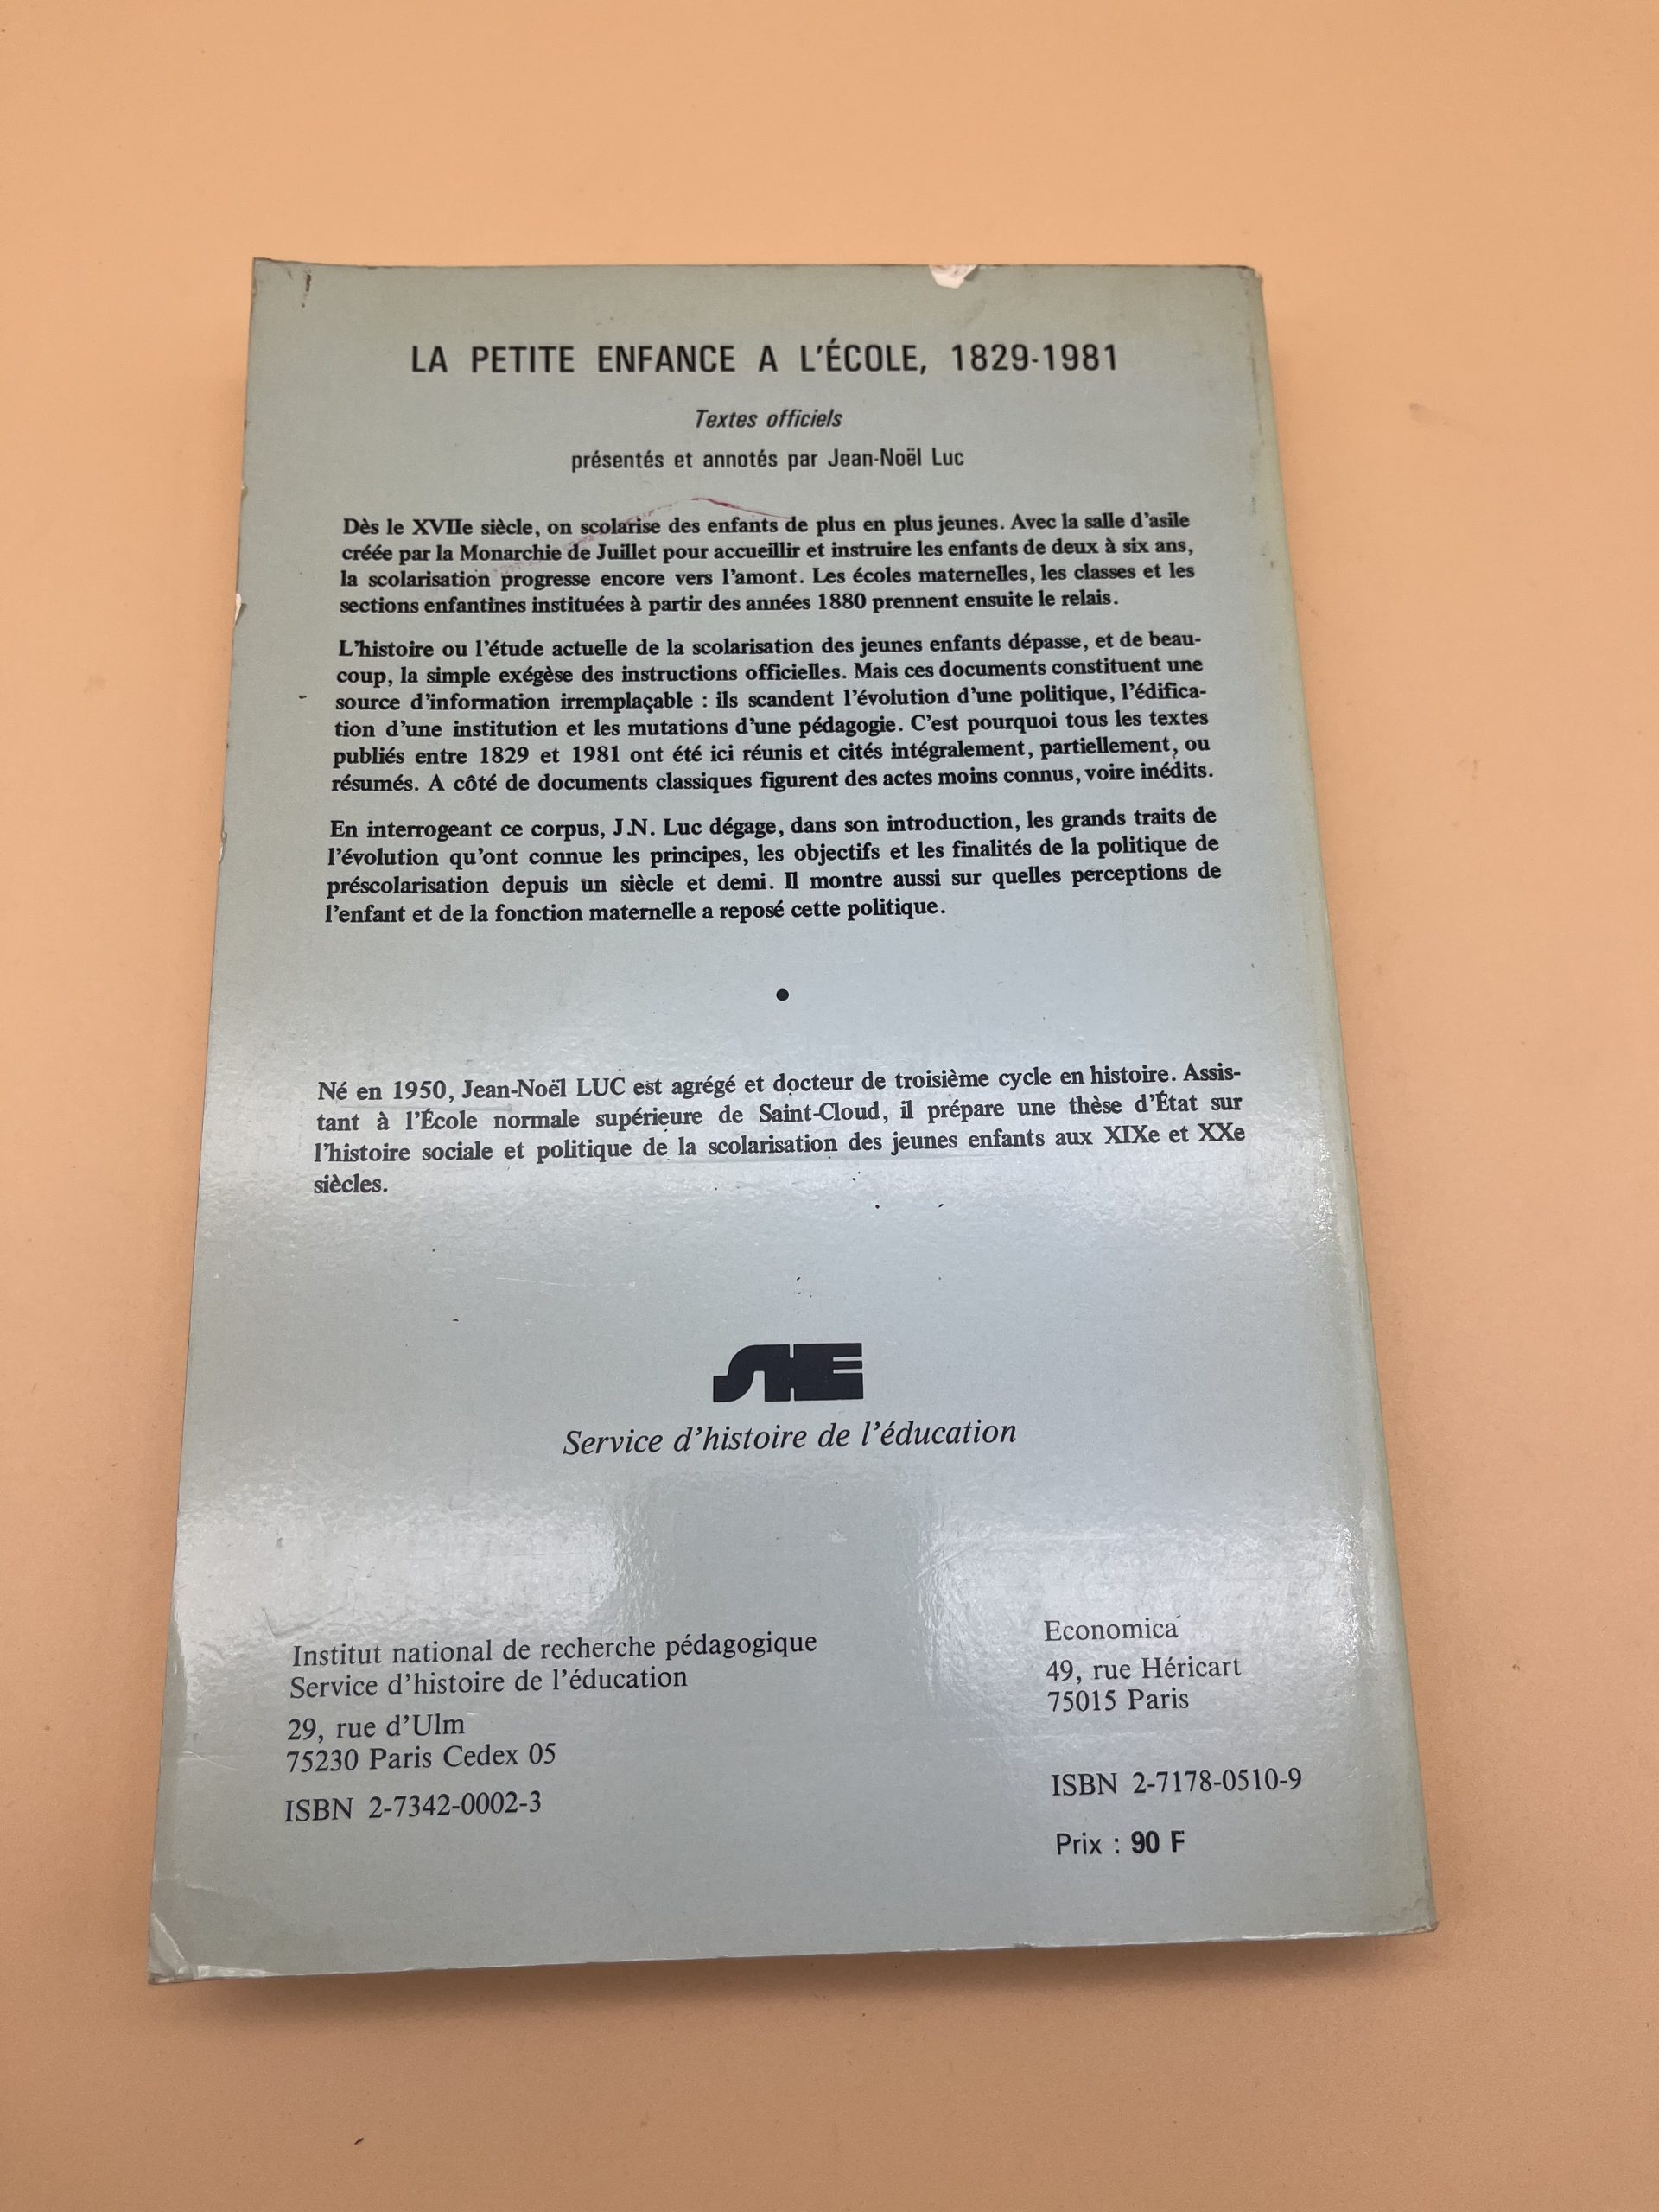 LA PETITE ENFANCE A L'ÉCOLE, 1829-1981
Textes officiels
présentés et annotés par Jean-Noël Luc
Dès le XVIIe siècle, on scolarise des enfants de plus en plus jeunes. Avec la salle d'asile
créée par la Monarchie de Juillet pour accueillir et instruire les enfants de deux à six ans,
la scolarisation progresse encore vers l'amont. Les écoles maternelles, les classes et les
sections enfantines instituées à partir des années 1880 prennent ensuite le relais.
L'histoire ou l'étude actuelle de la scolarisation des jeunes enfants dépasse, et de beau-
coup, la simple exégèse des instructions officielles. Mais ces documents constituent une
source d'information irremplaçable : ils scandent l'évolution d'une politique, l'édifica-
tion d'une institution et les mutations d'une pédagogie. C'est pourquoi tous les textes
publiés entre 1829 et 1981 ont été ici réunis et cités intégralement, partiellement, ou
résumés. A côté de documents classiques figurent des actes moins connus, voire inédits.
En interrogeant ce corpus, J.N. Luc dégage, dans son introduction, les grands traits de
l'évolution qu'ont connue les principes, les objectifs et les finalités de la politique de
préscolarisation depuis un siècle et demi. Il montre aussi sur quelles perceptions de
l'enfant et de la fonction maternelle a reposé cette politique.
Né en 1950, Jean-Noël LUC est agrégé et docteur de troisième cycle en histoire. Assis-
tant à l'École normale supérieure de Saint-Cloud, il prépare une thèse d'État sur
l'histoire sociale et politique de la scolarisation des jeunes enfants aux XIXe et XXe
siècles.
SHE
Service d'histoire de l'éducation
Institut national de recherche pédagogique
Service d'histoire de l'éducation
29, rue d'Ulm
75230 Paris Cedex 05
ISBN 2-7342-0002-3
Economica
49, rue Héricart
75015 Paris
ISBN 2-7178-0510-9
Prix : 90 F